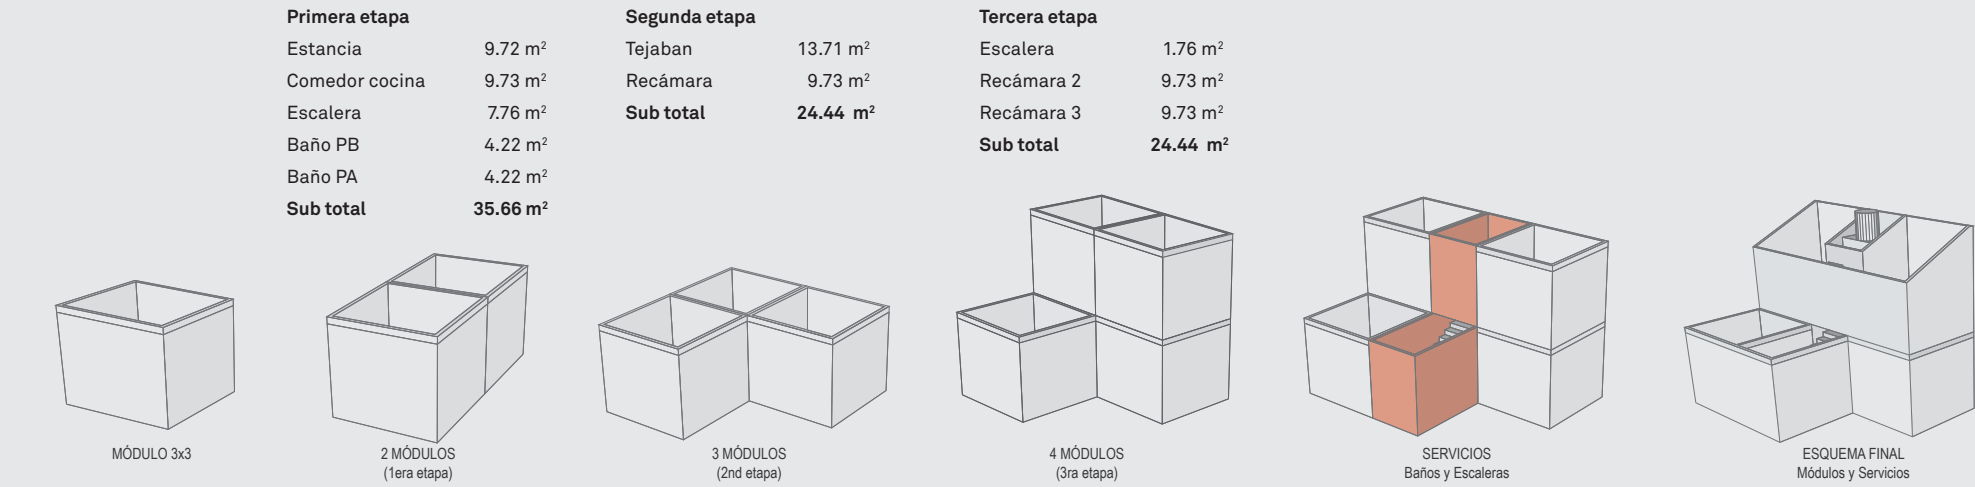 Primera etapa
Estancia 9.72 m²
Comedor cocina 9.73 m²
Escalera 7.76 m²
Baño PB 4.22 m²
Baño PA 4.22 m²
Sub total 35.66 m²
Segunda etapa
Tejaban 13.71 m²
Recámara 9.73 m²
Sub total 24.44 m²
Tercera etapa
Escalera 1.76 m²
Recámara 2 9.73 m²
Recámara 3 9.73 m²
Sub total 24.44 m²
MÓDULO 3x3
2 MÓDULOS
(1era etapa)
3 MÓDULOS
(2nd etapa)
4 MÓDULOS
(3ra etapa)
SERVICIOS
Baños y Escaleras
ESQUEMA FINAL
Módulos y Servicios